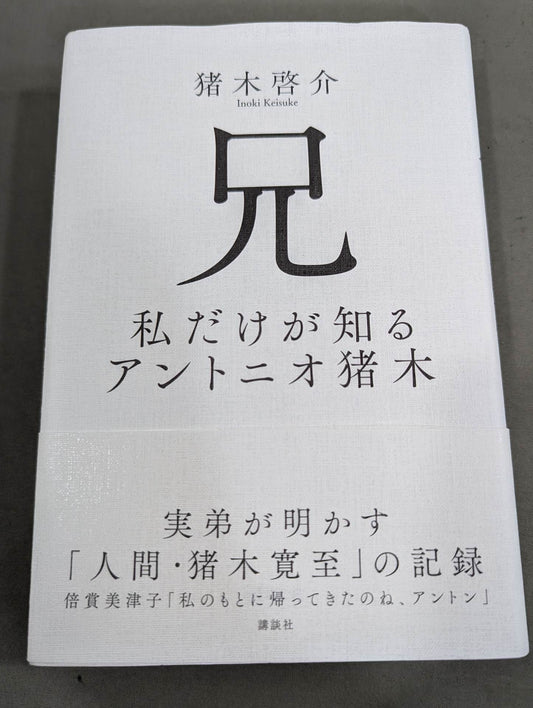 猪木啓介
Inoki Keisuke
兄
私だけが知る
アントニオ猪木
実弟が明かす
「人間・猪木寛至」の記録
倍賞美津子「私のもとに帰ってきたのね、アントン」
講談社